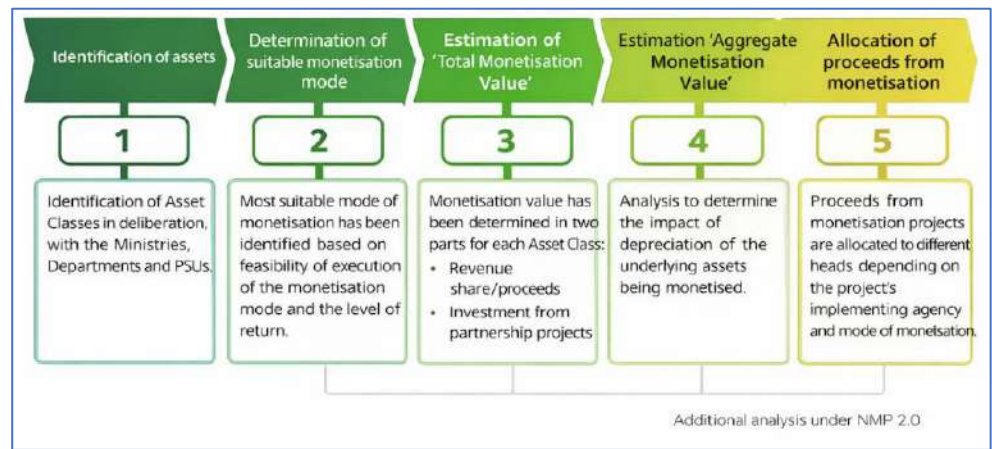 Identification of assets
Determination of
suitable monetisation
mode
Estimation of
'Total Monetisation
Value'
Estimation 'Aggregate
Monetisation
Value'
Allocation of
proceeds from
monetisation
1
2
3
4
5
Identification of Asset
Classes in deliberation,
with the Ministries,
Departments and PSUs.
Most suitable mode of
monetisation has been
identified based on
feasibility of execution
of the monetisation
mode and the level of
return.
Monetisation value has
been determined in two
parts for each Asset Class:
• Revenue
share/proceeds
• Investment from
partnership projects
Analysis to determine
the impact of
depreciation of the
underlying assets
being monetised.
Proceeds from
monetisation projects
are allocated to different
heads depending on
the project's
implementing agency
and mode of monetsation.
Additional analysis under NMP 2.0